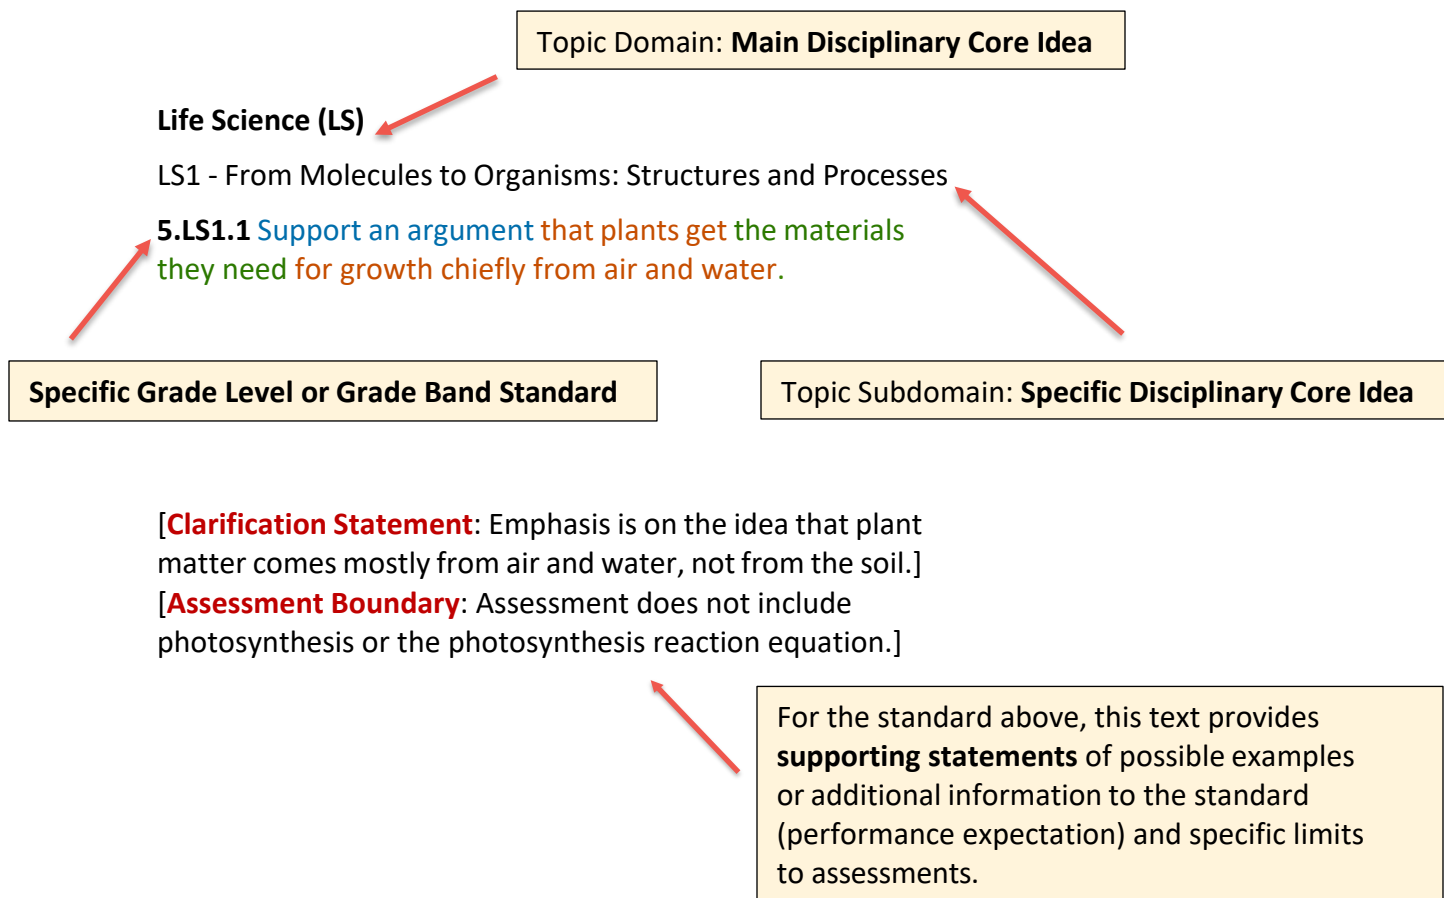 Topic Domain: Main Disciplinary Core Idea
Life Science (LS)
LS1 - From Molecules to Organisms: Structures and Processes
5.LS1.1 Support an argument that plants get the materials
they need for growth chiefly from air and water.
Specific Grade Level or Grade Band Standard
Topic Subdomain: Specific Disciplinary Core Idea
[Clarification Statement: Emphasis is on the idea that plant
matter comes mostly from air and water, not from the soil.]
[Assessment Boundary: Assessment does not include
photosynthesis or the photosynthesis reaction equation.]
For the standard above, this text provides
supporting statements of possible examples
or additional information to the standard
(performance expectation) and specific limits
to assessments.